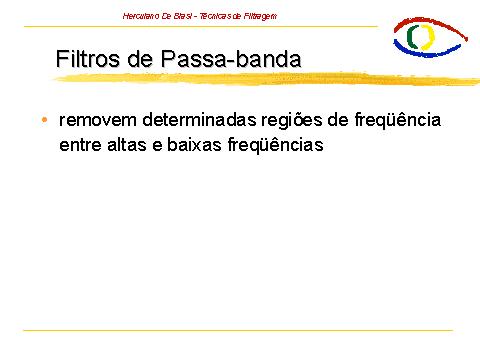 Herculano De Biasi - Técnicas de Filtragem
Filtros de Passa-banda
• removem determinadas regiões de freqüência
entre altas e baixas freqüências